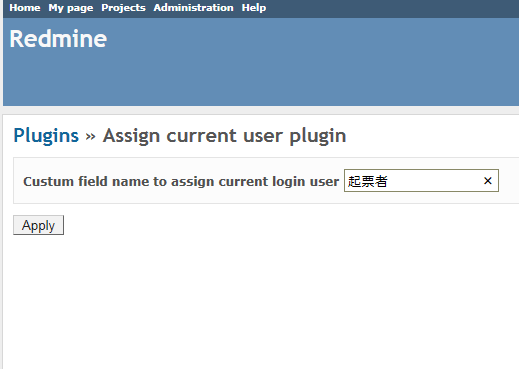 Home My page Projects Administration Help
Redmine
Plugins » Assign current user plugin
Custum field name to assign current login user 起票者 ×
Apply